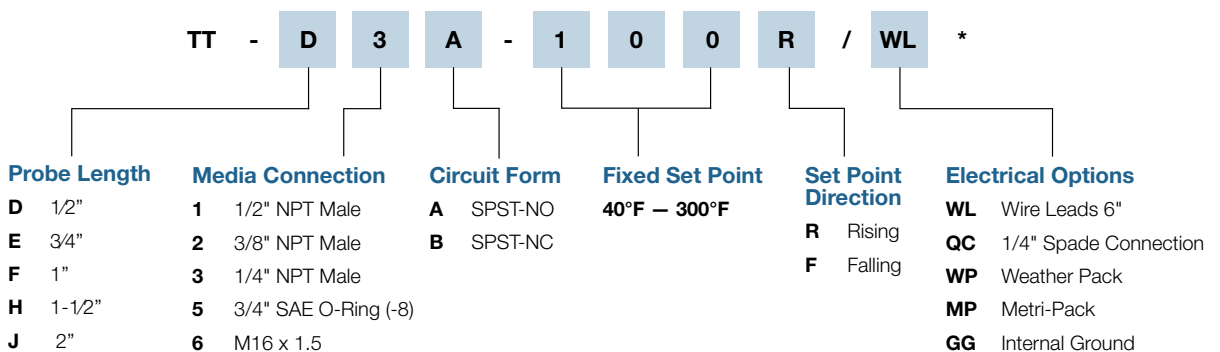 TT - D 3 A - 1 0 0 R / WL *
Probe Length
D 1/2”
E 3/4”
F 1”
H 1-1/2”
J 2”
Media Connection
1 1/2" NPT Male
2 3/8" NPT Male
3 1/4" NPT Male
5 3/4" SAE O-Ring (-8)
6 M16 x 1.5
Circuit Form
A SPST-NO
B SPST-NC
Fixed Set Point
40°F — 300°F
Set Point
Direction
R Rising
F Falling
Electrical Options
WL Wire Leads 6"
QC 1/4" Spade Connection
WP Weather Pack
MP Metri-Pack
GG Internal Ground